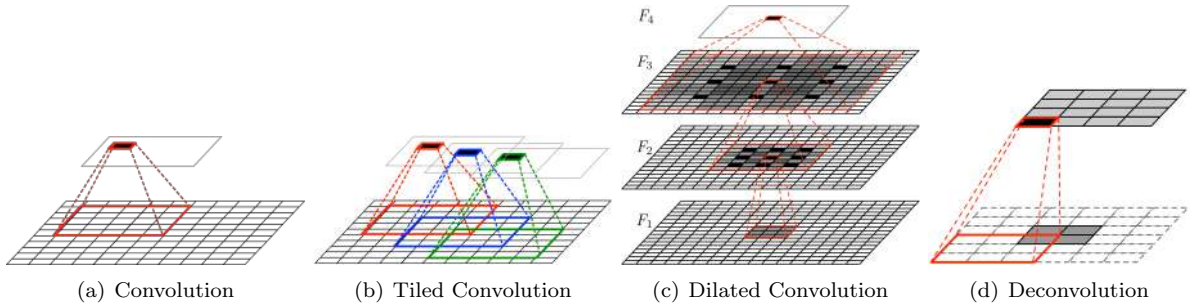 F4
F3
F2
F1
(a) Convolution
(b) Tiled Convolution
(c) Dilated Convolution
(d) Deconvolution